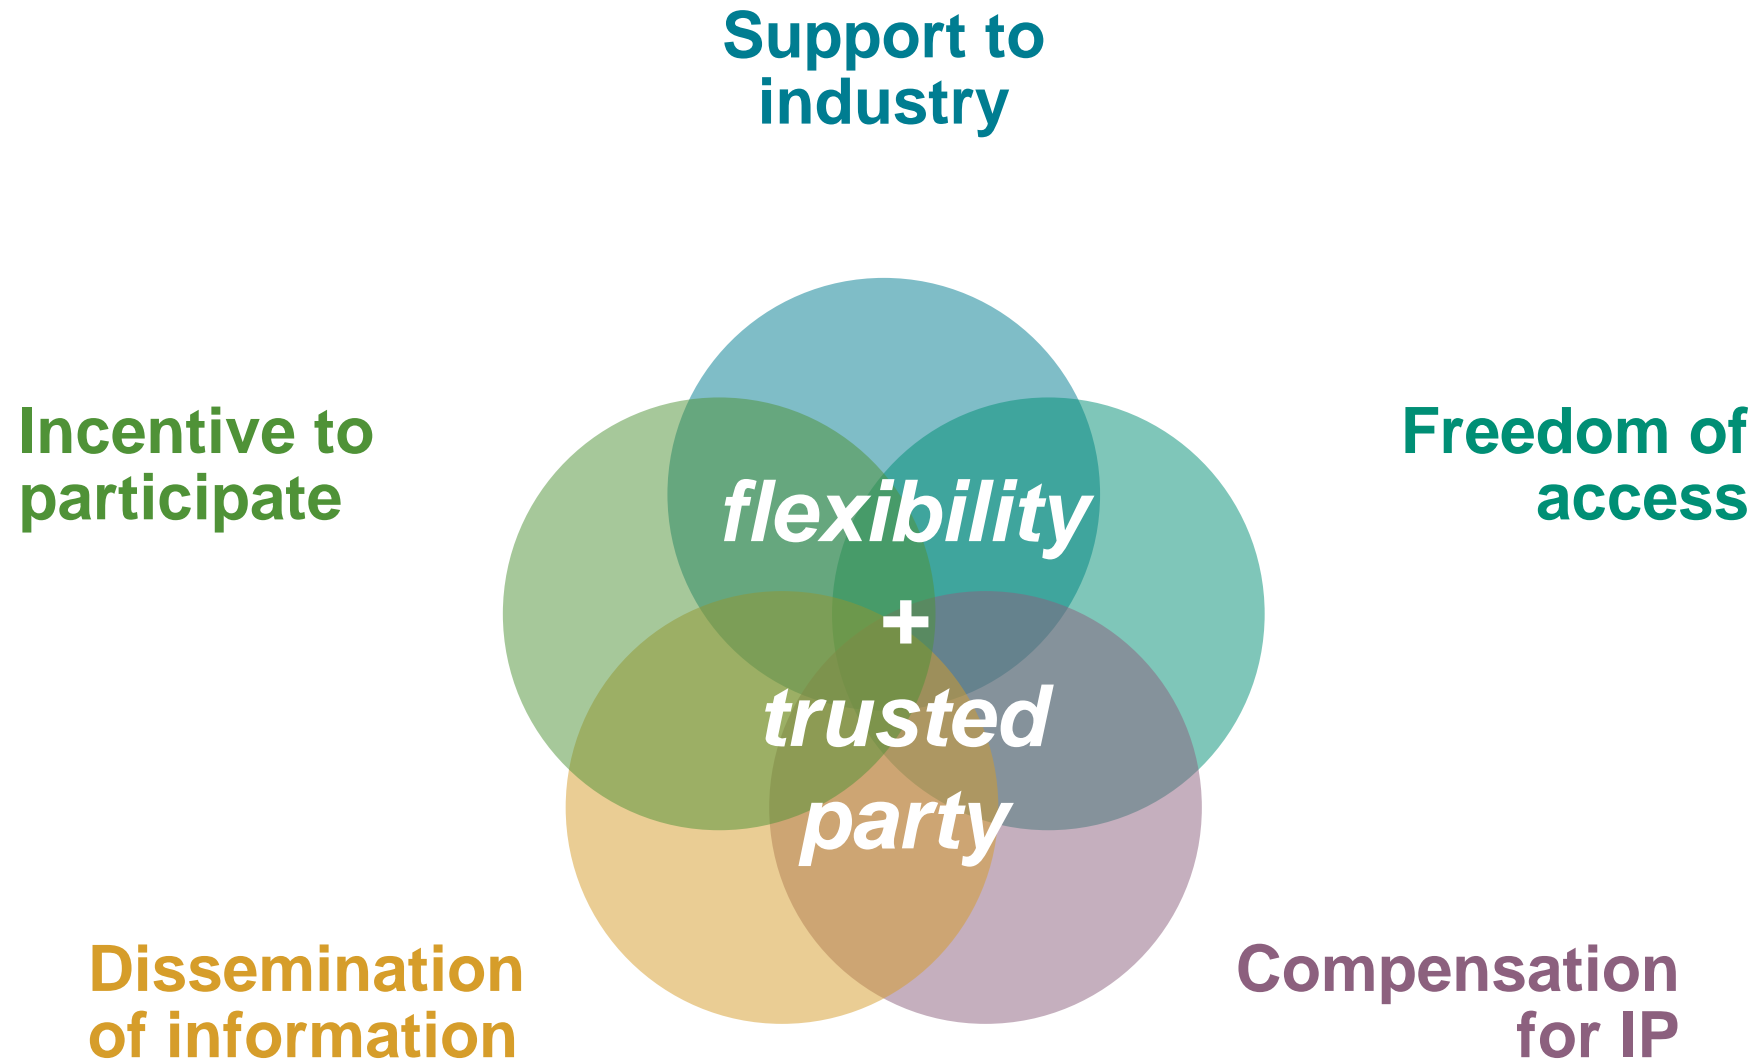 Support to
industry
Incentive to
participate
Freedom of
access
flexibility
+
trusted
party
Dissemination
of information
Compensation
for IP